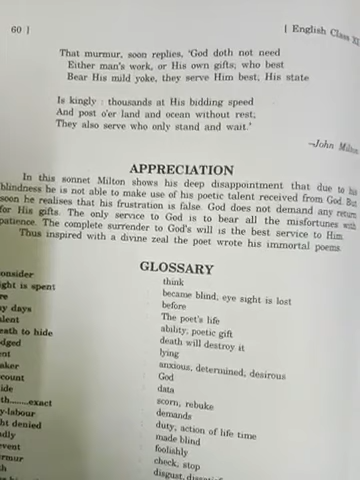 60 ]
[ English Class XI
That murmur, soon replies, 'God doth not need
Either man's work, or His own gifts; who best
Bear His mild yoke, they serve Him best; His state
Is kingly : thousands at His bidding speed
And post o'er land and ocean without rest;
They also serve who only stand and wait.'
–John Milton
APPRECIATION
In this sonnet Milton shows his deep disappointment that due to his
blindness he is not able to make use of his poetic talent received from God. But
soon he realises that his frustration is false. God does not demand any return
for His gifts. The only service to God is to bear all the misfortunes with
patience. The complete surrender to God's will is the best service to Him.
Thus inspired with a divine zeal the poet wrote his immortal poems.
GLOSSARY
onsider think
ight is spent became blind, eye sight is lost
re before
y days The poet's life
alent ability, poetic gift
eath to hide death will destroy it
dged lying
ent anxious, determined, desirous
aker God
count data
ide scorn, rebuke
th.........exact demands
y-labour duty, action of life time
ht denied made blind
dly foolishly
event check, stop
rmur